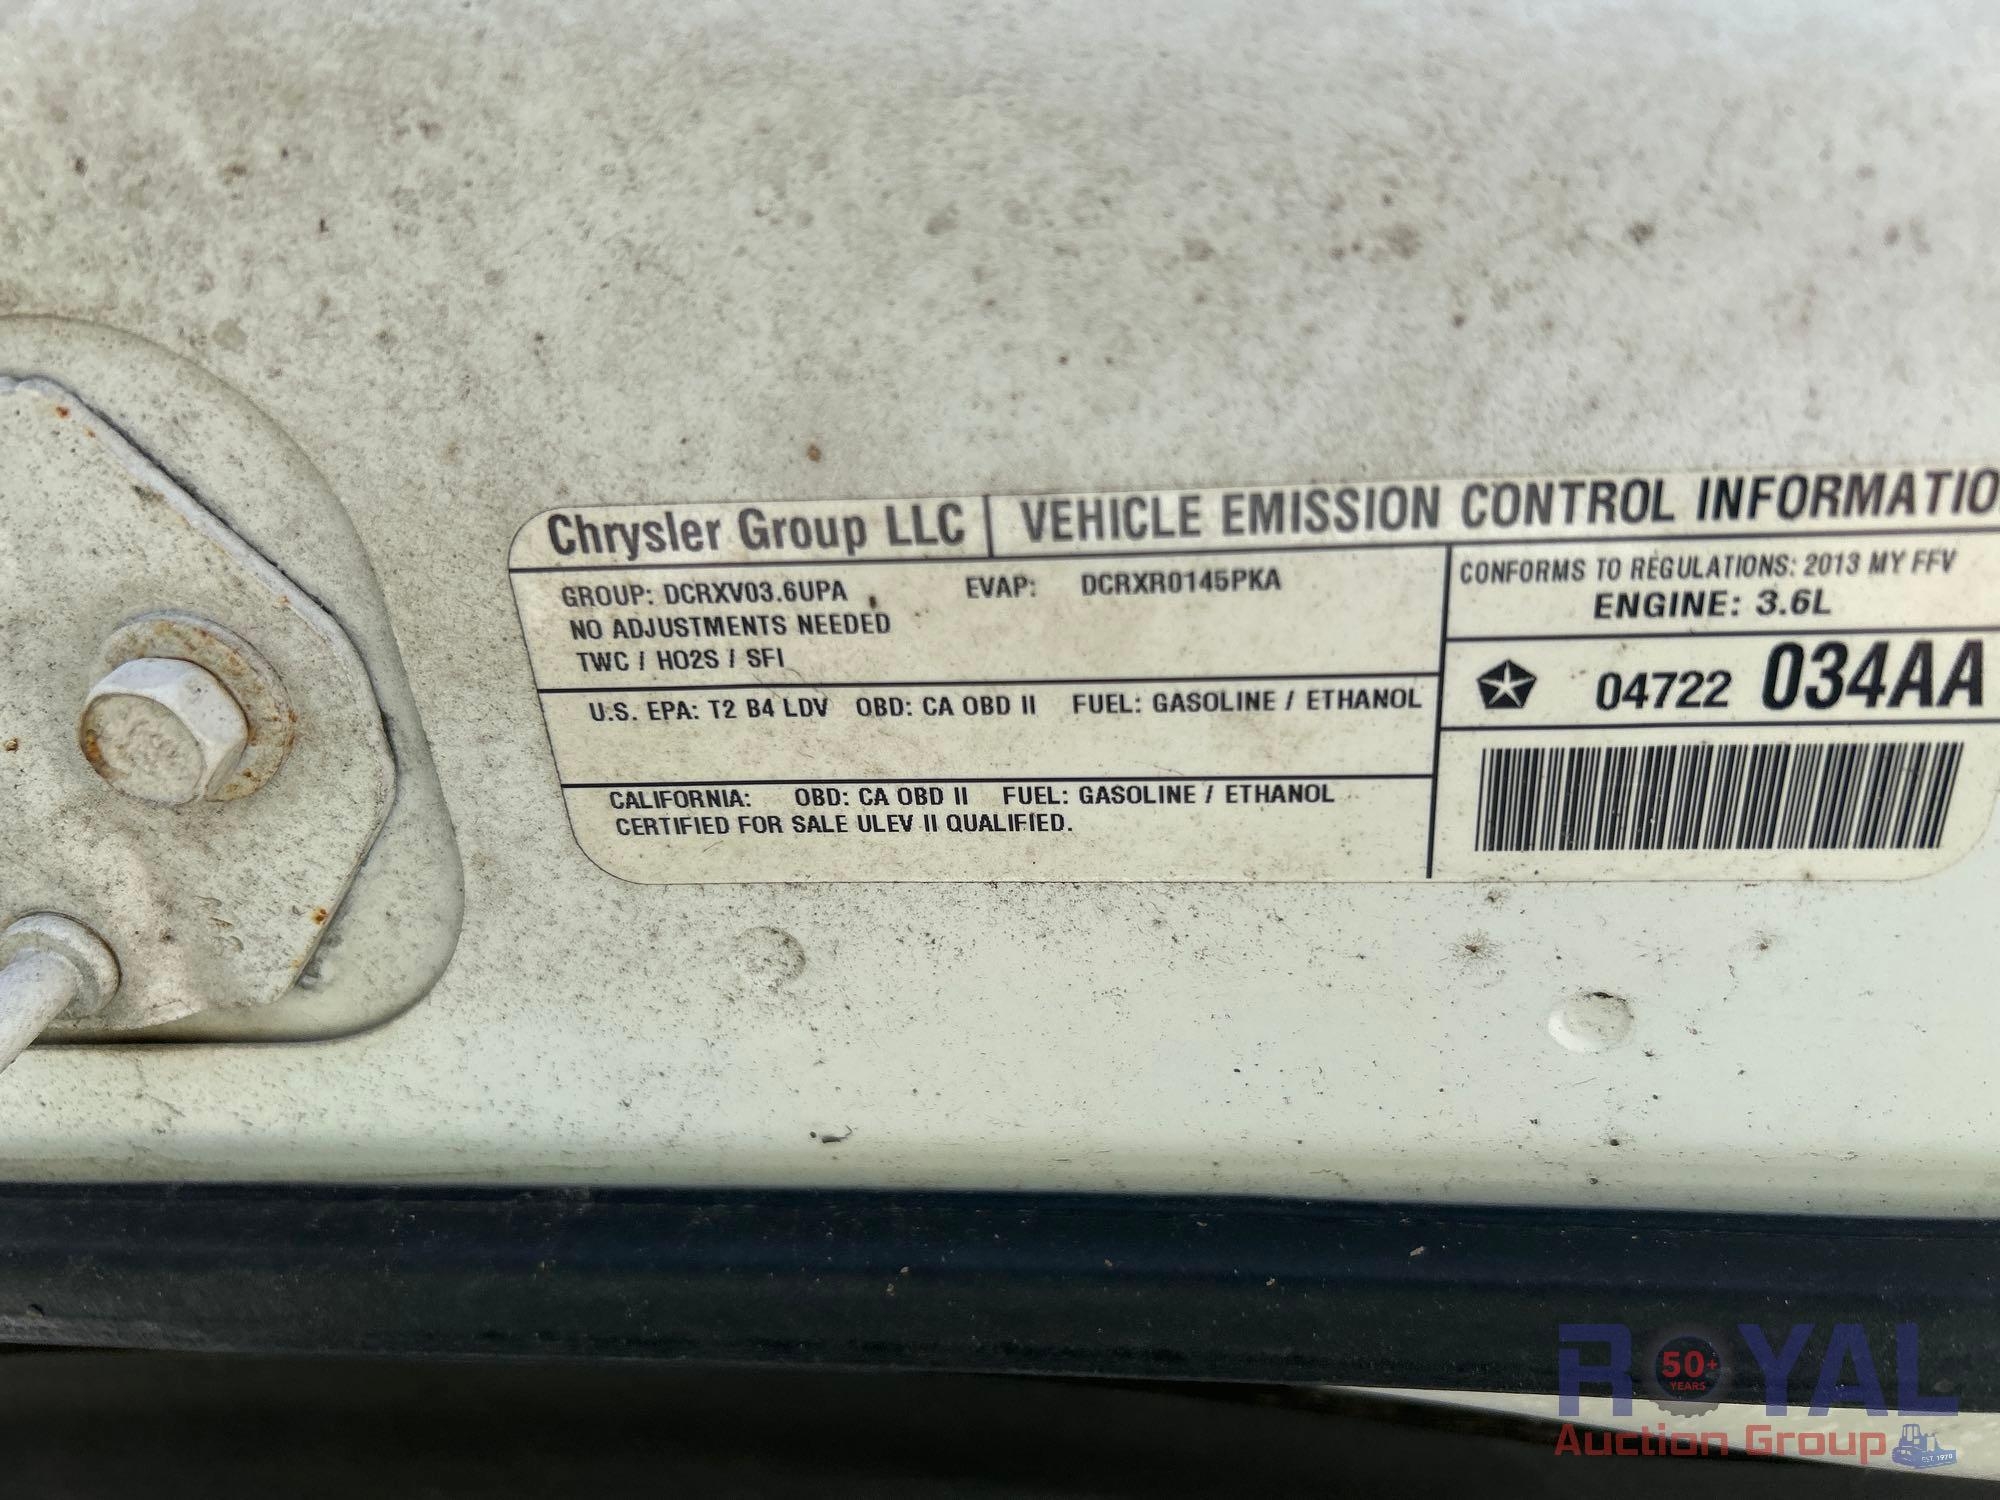 Chrysler Group LLC | VEHICLE EMISSION CONTROL INFORMATIO
GROUP: DCRXV03.6UPA EVAP: DCRXR0145PKA
NO ADJUSTMENTS NEEDED
TWC / HO2S / SFI
U.S. EPA: T2 B4 LDV OBD: CA OBD II FUEL: GASOLINE / ETHANOL
CALIFORNIA: OBD: CA OBD II FUEL: GASOLINE / ETHANOL
CERTIFIED FOR SALE ULEV II QUALIFIED.
CONFORMS TO REGULATIONS: 2013 MY FFV
ENGINE: 3.6L
04722 034AA
ROYAL
50+
YEARS
Auction Group
EST. 1970